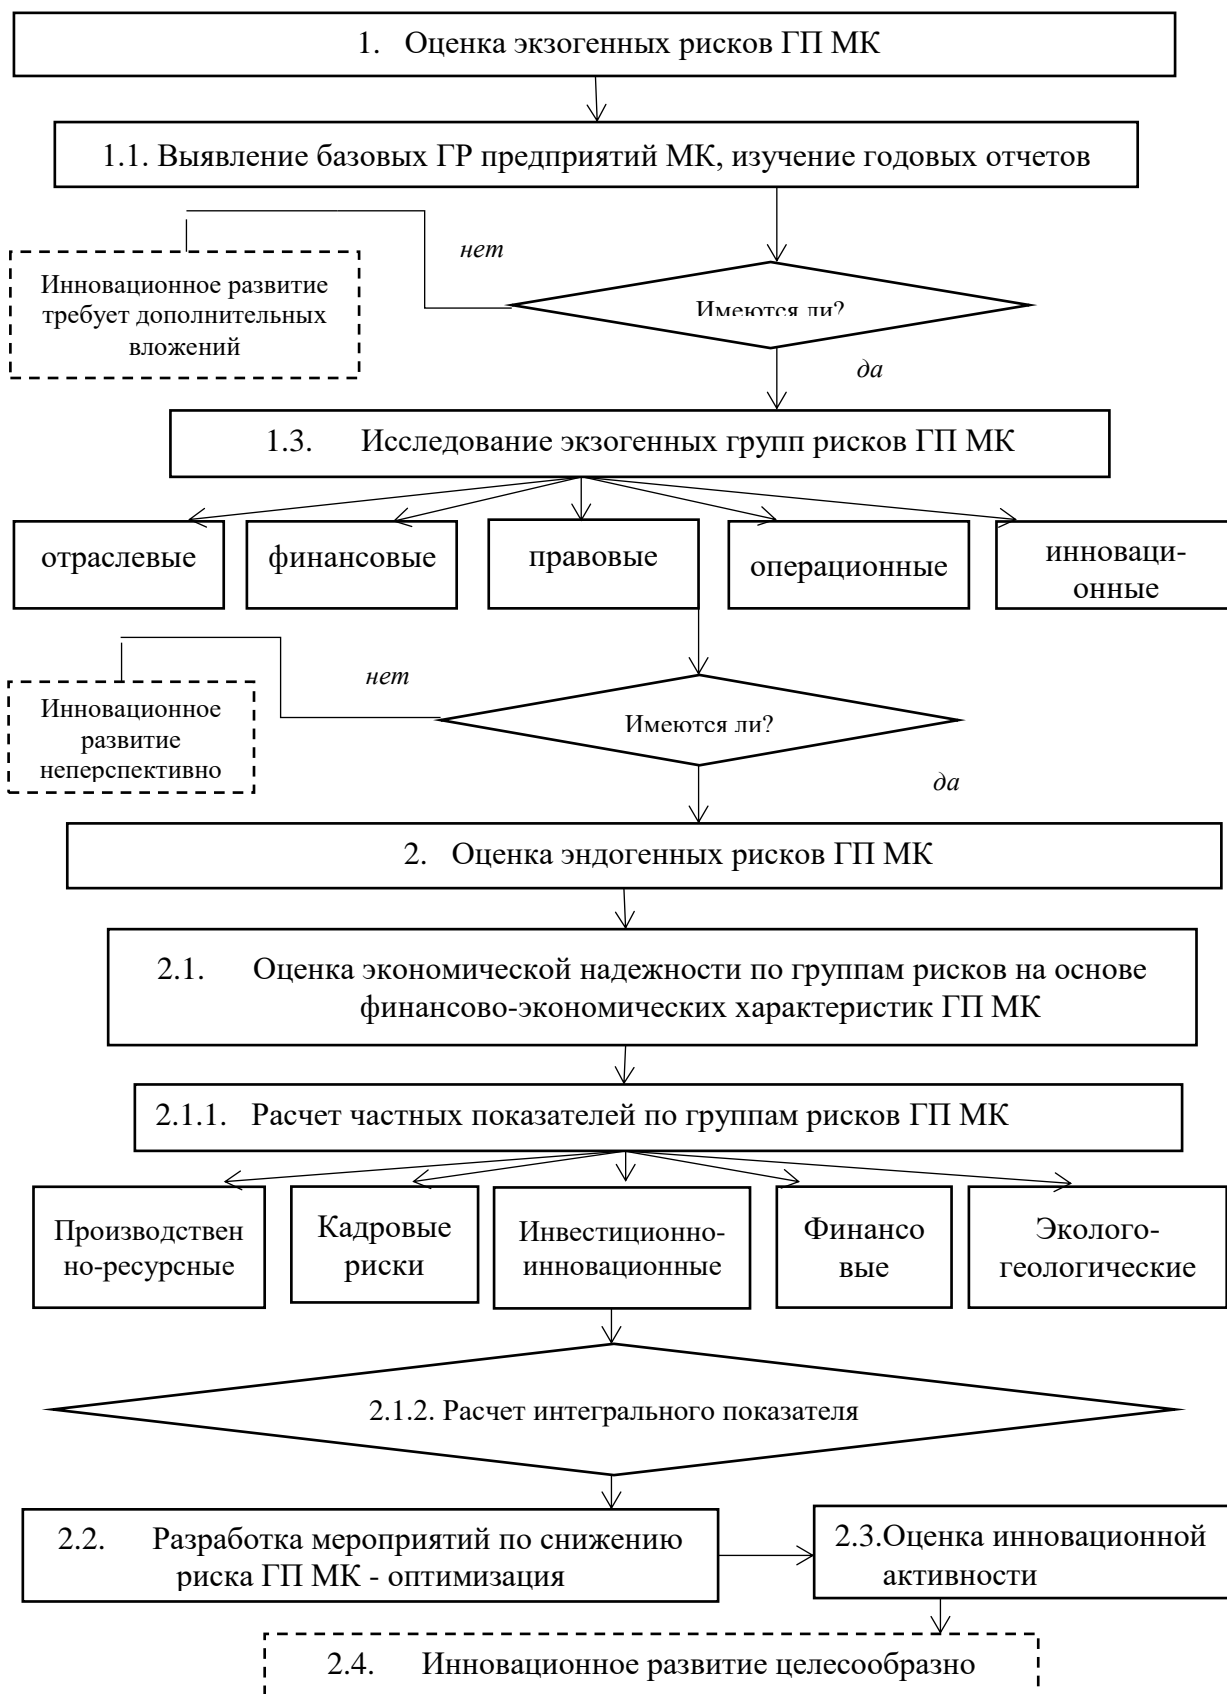 1. Оценка экзогенных рисков ГП МК
1.1. Выявление базовых ГР предприятий МК, изучение годовых отчетов
нет
Инновационное развитие
требует дополнительных
вложений
Имеются ли?
да
1.3. Исследование экзогенных групп рисков ГП МК
отраслевые
финансовые
правовые
операционные
инноваци-
онные
нет
Инновационное
развитие
неперспективно
Имеются ли?
да
2. Оценка эндогенных рисков ГП МК
2.1. Оценка экономической надежности по группам рисков на основе
финансово-экономических характеристик ГП МК
2.1.1. Расчет частных показателей по группам рисков ГП МК
Производствен
но-ресурсные
Кадровые
риски
Инвестиционно-
инновационные
Финансо
вые
Эколого-
геологические
2.1.2. Расчет интегрального показателя
2.2. Разработка мероприятий по снижению
риска ГП МК - оптимизация
2.3.Оценка инновационной
активности
2.4. Инновационное развитие целесообразно